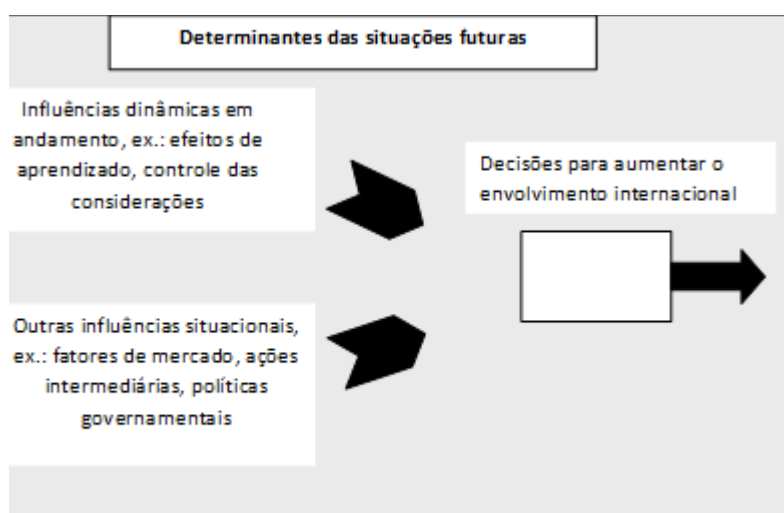 Determinantes das situações futuras
Influências dinâmicas em
andamento, ex.: efeitos de
aprendizado, controle das
considerações
Decisões para aumentar o
envolvimento internacional
Outras influências situacionais,
ex.: fatores de mercado, ações
intermediárias, políticas
governamentais